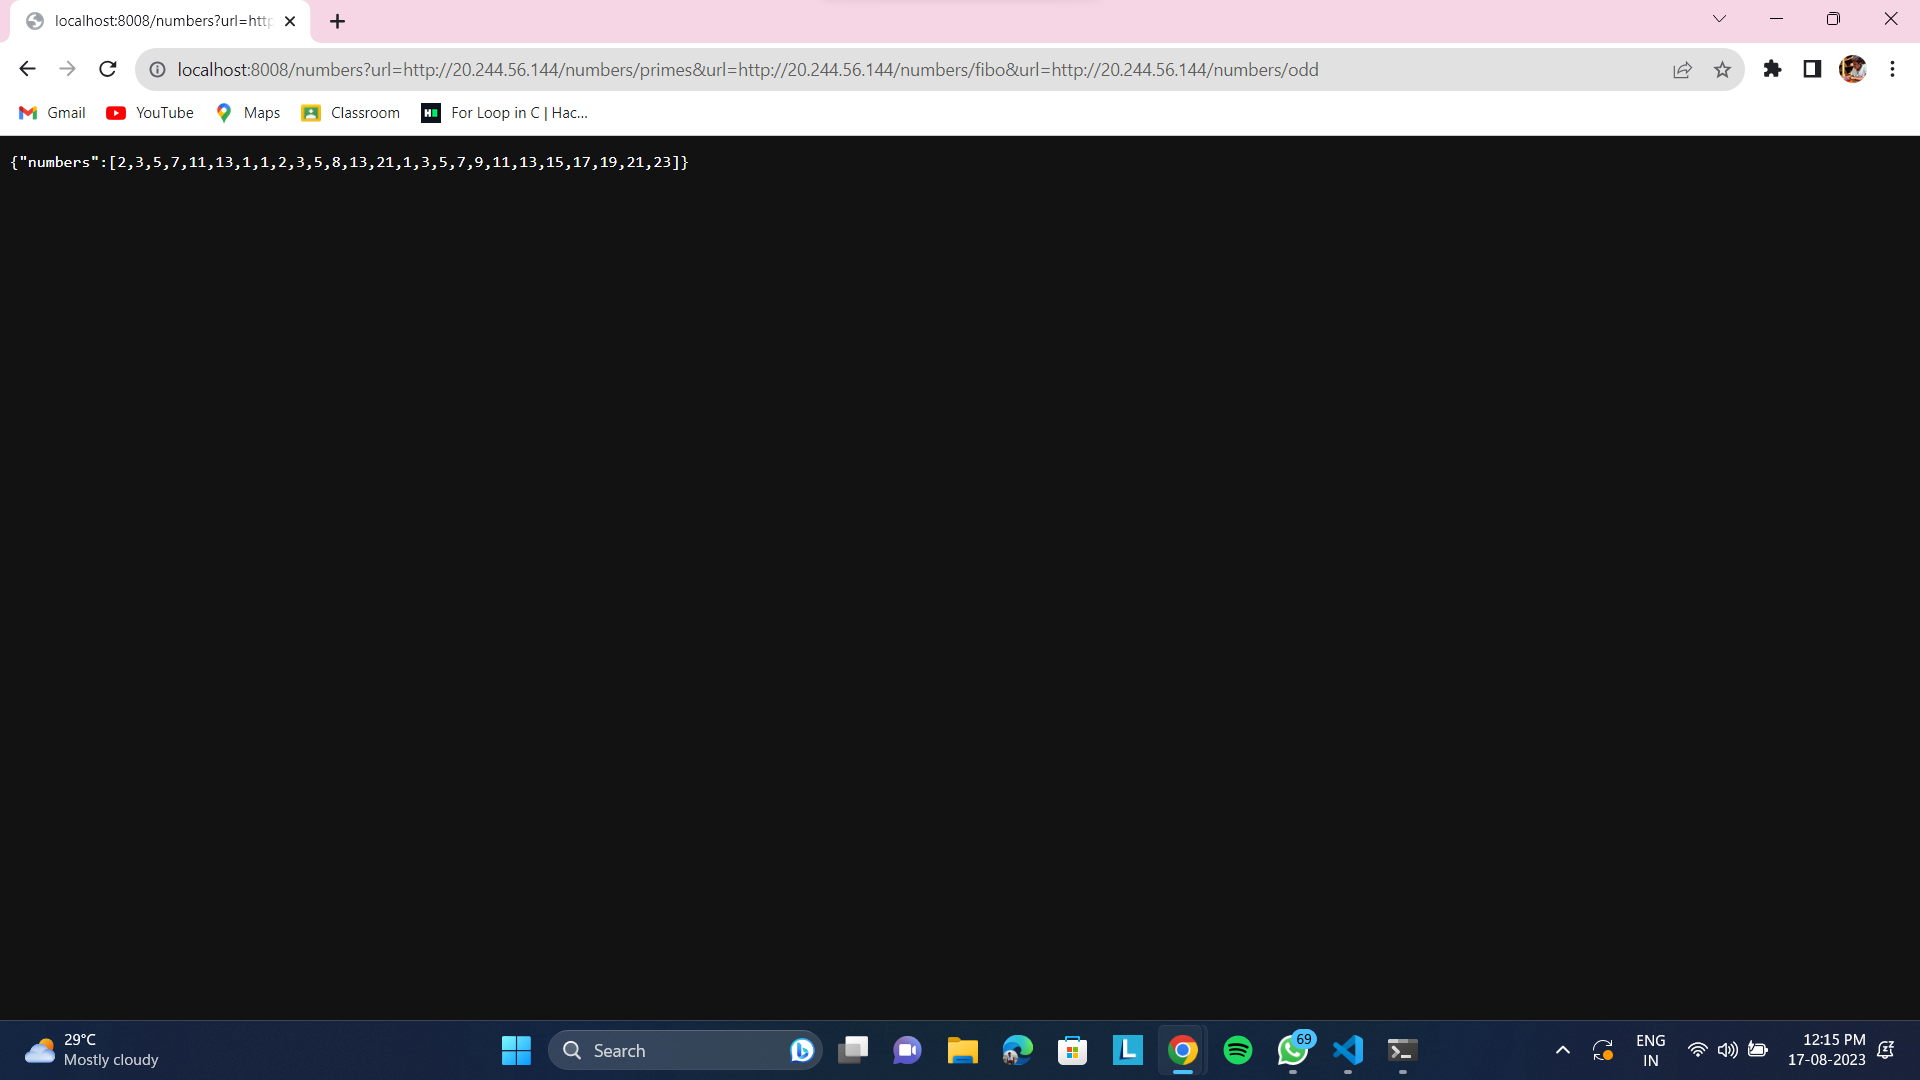 localhost:8008/numbers?url=http
localhost:8008/numbers?url=http://20.244.56.144/numbers/primes&url=http://20.244.56.144/numbers/fibo&url=http://20.244.56.144/numbers/odd
Gmail YouTube Maps Classroom For Loop in C | Hac...
{"numbers":[2,3,5,7,11,13,1,1,2,3,5,8,13,21,1,3,5,7,9,11,13,15,17,19,21,23]}
29°C
Mostly cloudy
Search
69
ENG
IN
12:15 PM
17-08-2023